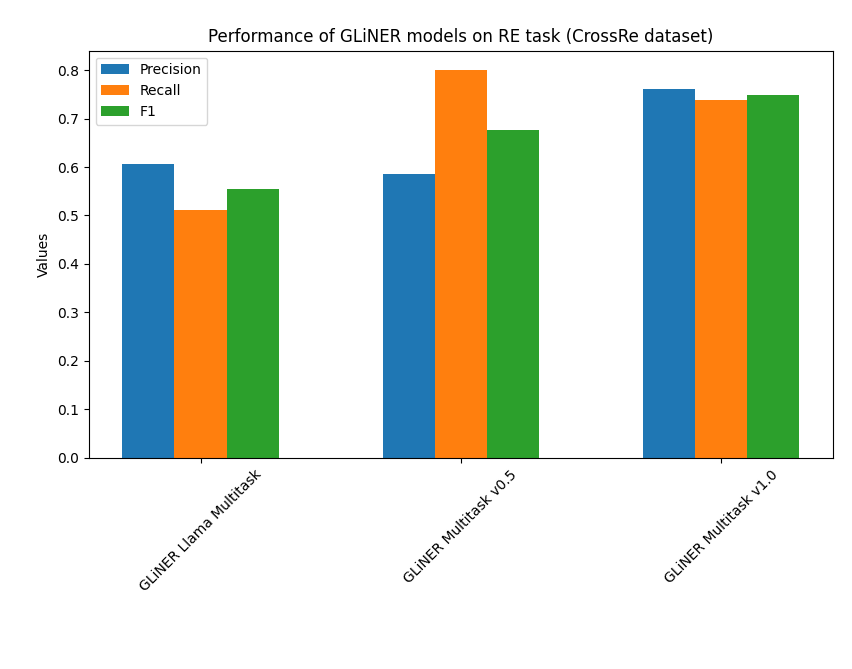 Performance of GLiNER models on RE task (CrossRe dataset)
Precision
Recall
F1
Values
0.8
0.7
0.6
0.5
0.4
0.3
0.2
0.1
0.0
GLiNER Llama Multitask
GLiNER Multitask v0.5
GLiNER Multitask v1.0